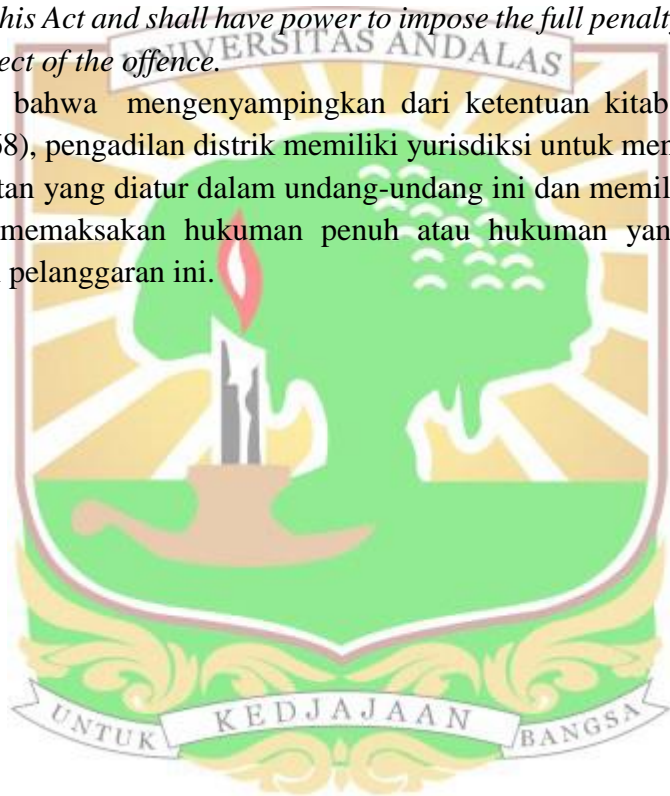 his Act and shall have power to impose the full penalty
ect of the offence.
UNIVERSITAS ANDALAS
bahwa mengenyampingkan dari ketentuan kitab
68), pengadilan distrik memiliki yurisdiksi untuk men
tan yang diatur dalam undang-undang ini dan memil
memaksakan hukuman penuh atau hukuman yan
pelanggaran ini.
UNTUK KEDJAJAAN BANGSA